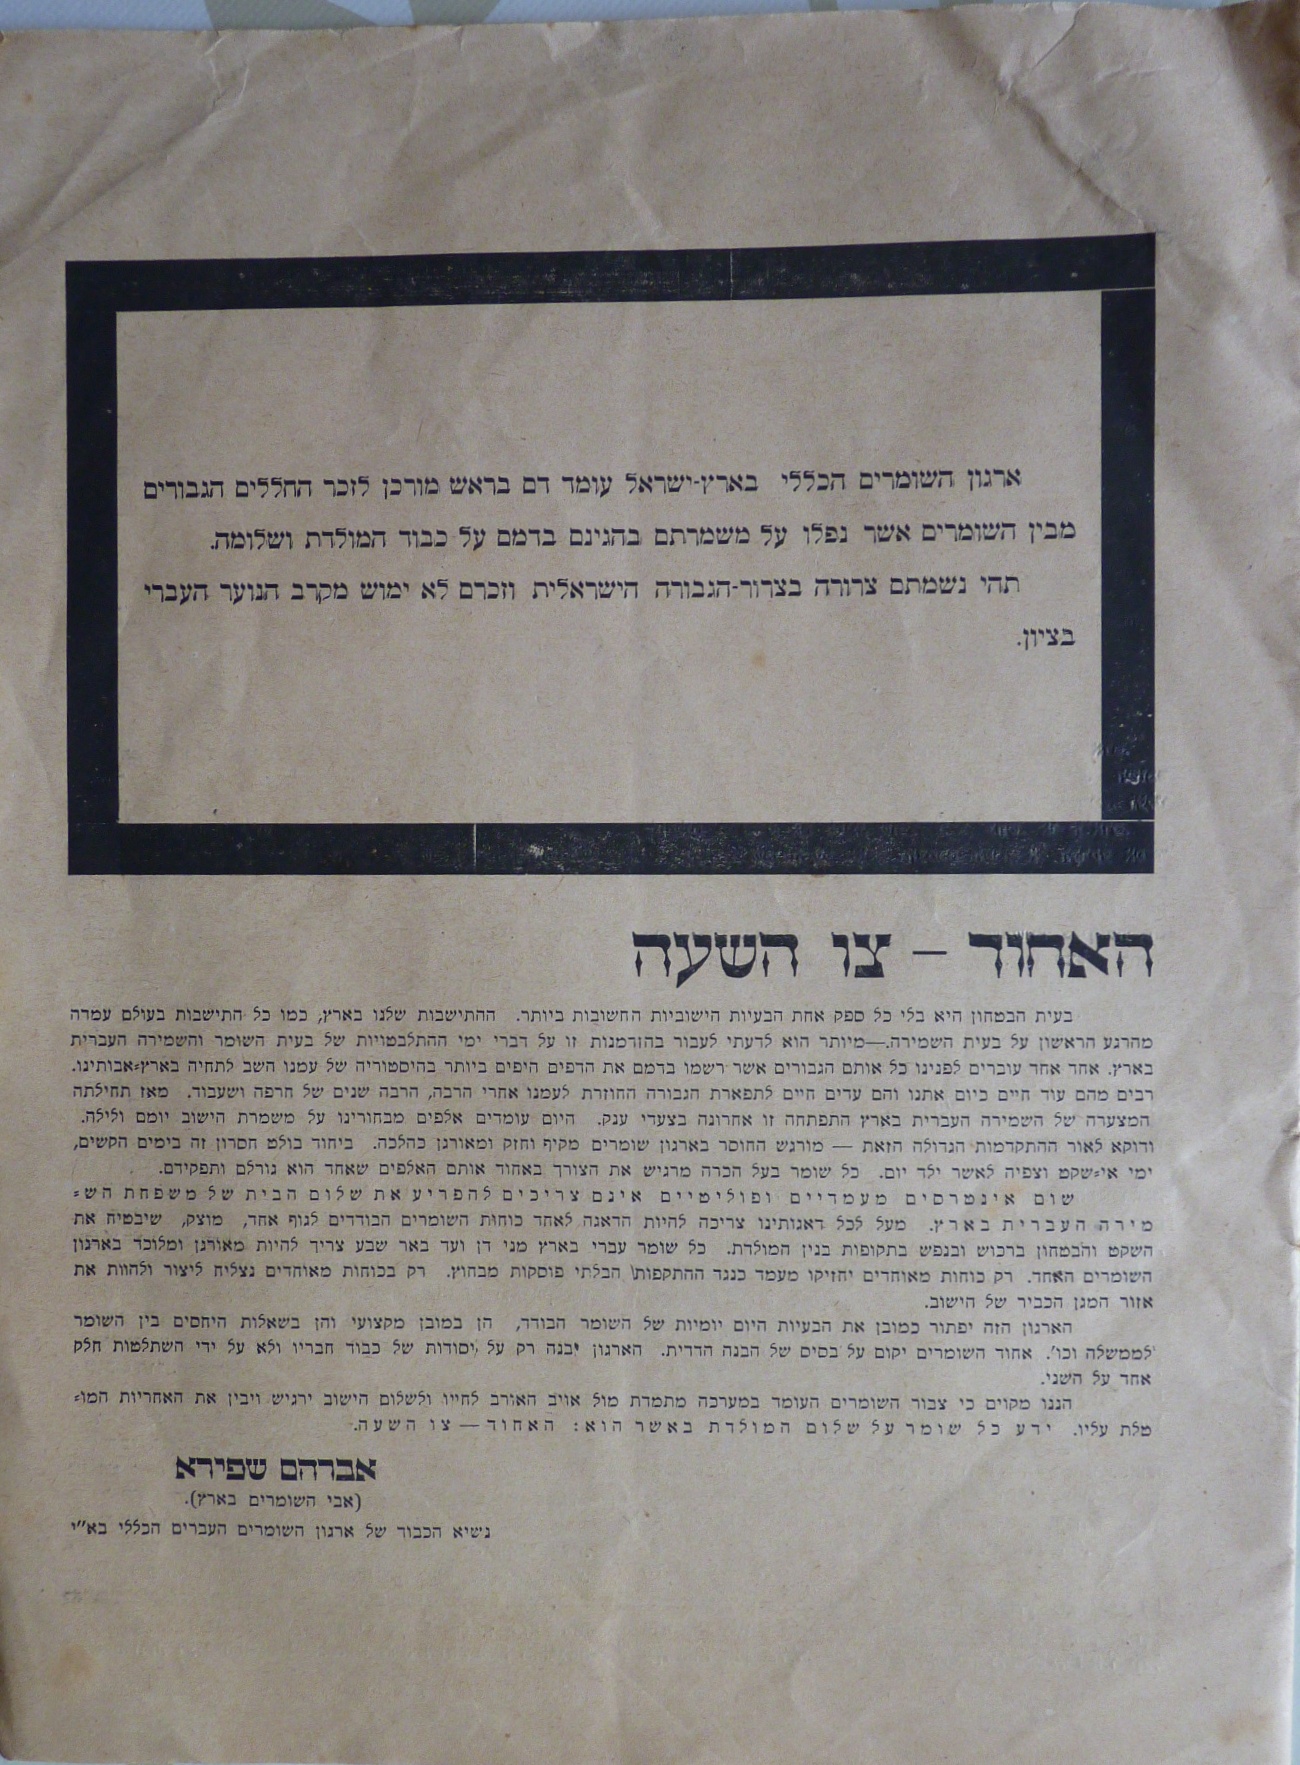 ארגון השומרים הכללי בארץ-ישראל עומד דם בראש מורכן לזכר החללים הגבורים
מבין השומרים אשר נפלו על משמרתם בהגינם בדמם על כבוד המולדת ושלומה.
תהי נשמתם צרורה בצרור-הגבורה הישראלית וזכרם לא ימוש מקרב הנוער העברי
בציון.
האחוד – צו השעה
בעית הבטחון היא בלי כל ספק אחת הבעיות הישוביות החשובות ביותר. ההתישבות שלנו בארץ, כמו כל התישבות בעולם עמדה
מהרגע הראשון על בעית השמירה.—מיותר הוא לדעתי לעבור בהזדמנות זו על דברי ימי ההתלבטויות של בעית השומר והשמירה העברית
בארץ. אחד אחד עוברים לפנינו כל אותם הגבורים אשר רשמו בדמם את הדפים היפים ביותר בהיסטוריה של עמנו השב לתחיה בארץ-אבותינו.
רבים מהם עוד חיים כיום אתנו והם עדים חיים לתפארת הגבורה החוזרת לעמנו אחרי הרבה, הרבה שנים של חרפה ושעבוד. מאז תחילתה
המצערה של השמירה העברית בארץ התפתחה זו אחרונה בצעדי ענק. היום עומדים אלפים מבחורינו על משמרת הישוב יומם ולילה.
ודוקא לאור ההתקדמות הגדולה הזאת — מורגש החוסר בארגון שומרים מקיף וחזק ומאורגן כהלכה. ביחוד בולט חסרון זה בימים הקשים,
ימי אי-שקט וצפיה לאשר ילד יום. כל שומר בעל הכרה מרגיש את הצורך באחוד אותם האלפים שאחד הוא גורלם ותפקידם.
שום אינטרסים מעמדיים ופוליטיים אינם צריכים להפריע את שלום הבית של משפחת הש-
מירה העברית בארץ. מעל לכל דאגותינו צריכה להיות הדאגה לאחד כוחות השומרים הבודדים לגוף אחד, מוצק, שיבטיח את
השקט והבטחון ברכוש ובנפש בתקופות בנין המולדת. כל שומר עברי בארץ מני דן ועד באר שבע צריך להיות מאורגן ומלוכד בארגון
השומרים האחד. רק כוחות מאוחדים יחזיקו מעמד כנגד ההתקפות הבלתי פוסקות מבחוץ. רק בכוחות מאוחדים נצליח ליצור ולהוות את
אזור המגן הכביר של הישוב.
הארגון הזה יפתור כמובן את הבעיות היום יומיות של השומר הבודד, הן במובן מקצועי והן בשאלות היחסים בין השומר
לממשלה וכו'. אחוד השומרים יקום על בסיס של הבנה הדדית. הארגון יבנה רק על יסודות של כבוד חבריו ולא על ידי השתלטות חלק
אחד על השני.
הננו מקוים כי צבור השומרים העומד במערכה מתמדת מול אויב האורב לחייו ולשלום הישוב ירגיש ויבין את האחריות המו-
טלת עליו. ידע כל שומר על שלום המולדת באשר הוא: האחוד — צו השעה.
אברהם שפירא
(אבי השומרים בארץ).
נשיא הכבוד של ארגון השומרים העברים הכללי בא"י